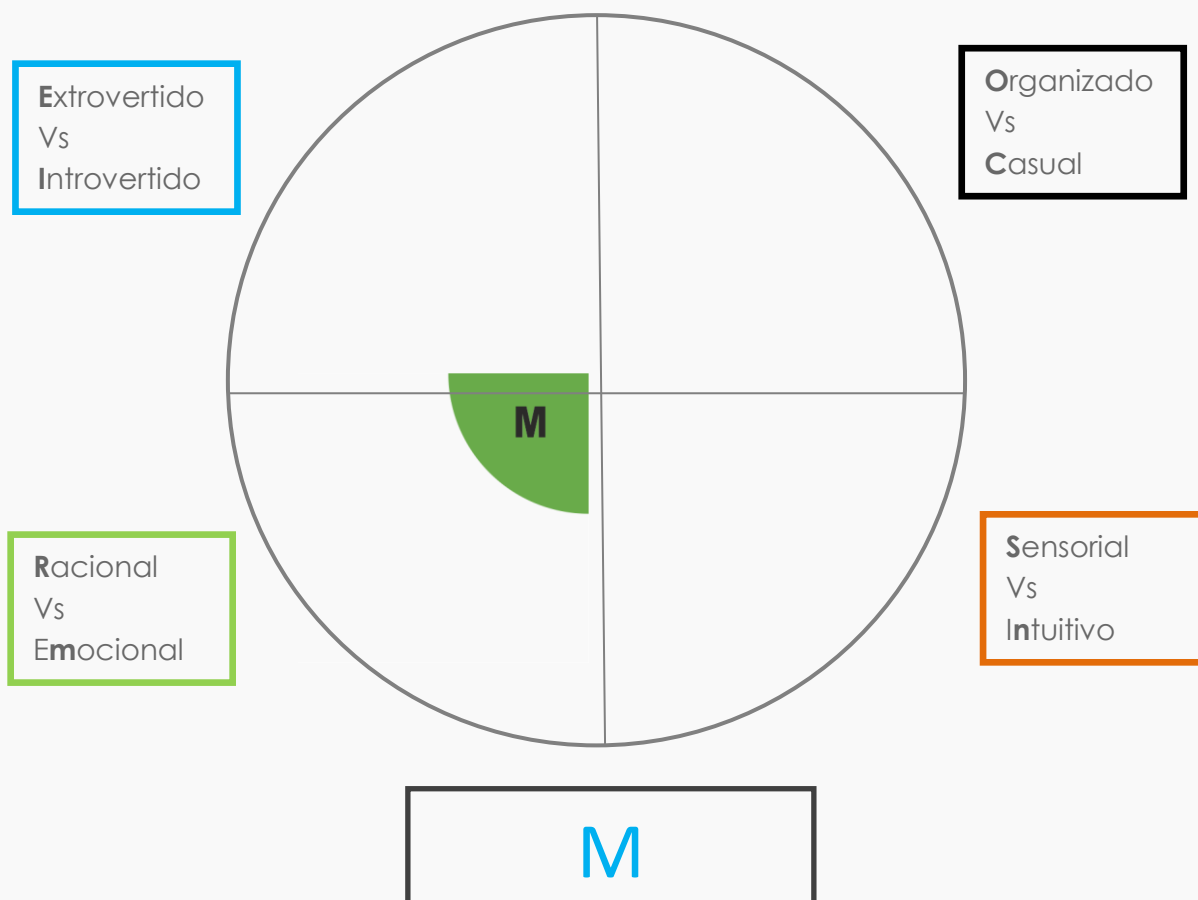 Extrovertido
Vs
Introvertido
Organizado
Vs
Casual
M
Racional
Vs
Emocional
Sensorial
Vs
Intuitivo
M